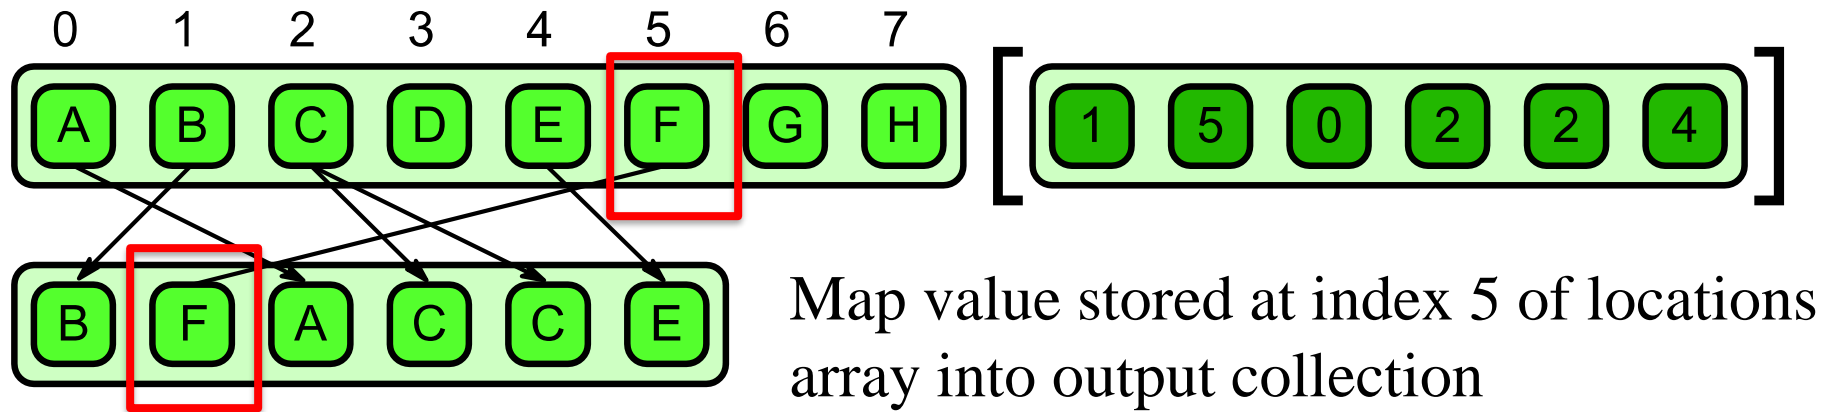 0 1 2 3 4 5 6 7
A B C D E F G H [ 1 5 0 2 2 4 ]
B F A C C E
Map value stored at index 5 of locations
array into output collection